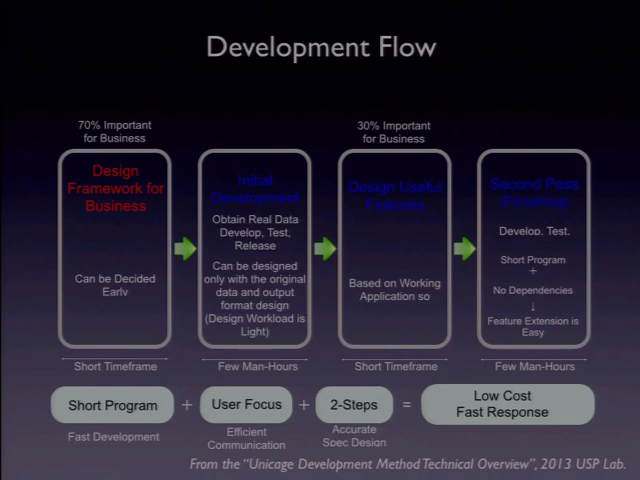 Development Flow
70% Important
for Business
30% Important
for Business
Design
Framework for
Business
Can be Decided
Early
Initial
Development
Obtain Real Data
Develop, Test,
Release
Can be designed
only with the original
data and output
format design
(Design Workload is
Light)
Design Useful
Features
Based on Working
Application so
Second Pass
(Finishing)
Develop, Test,
Short Program
+
No Dependencies
↓
Feature Extension is
Easy
Short Timeframe
Few Man-Hours
Short Timeframe
Few Man-Hours
Short Program + User Focus + 2-Steps = Low Cost
Fast Response
Fast Development
Efficient
Communication
Accurate
Spec Design
From the "Unicage Development Method Technical Overview", 2013 USP Lab.